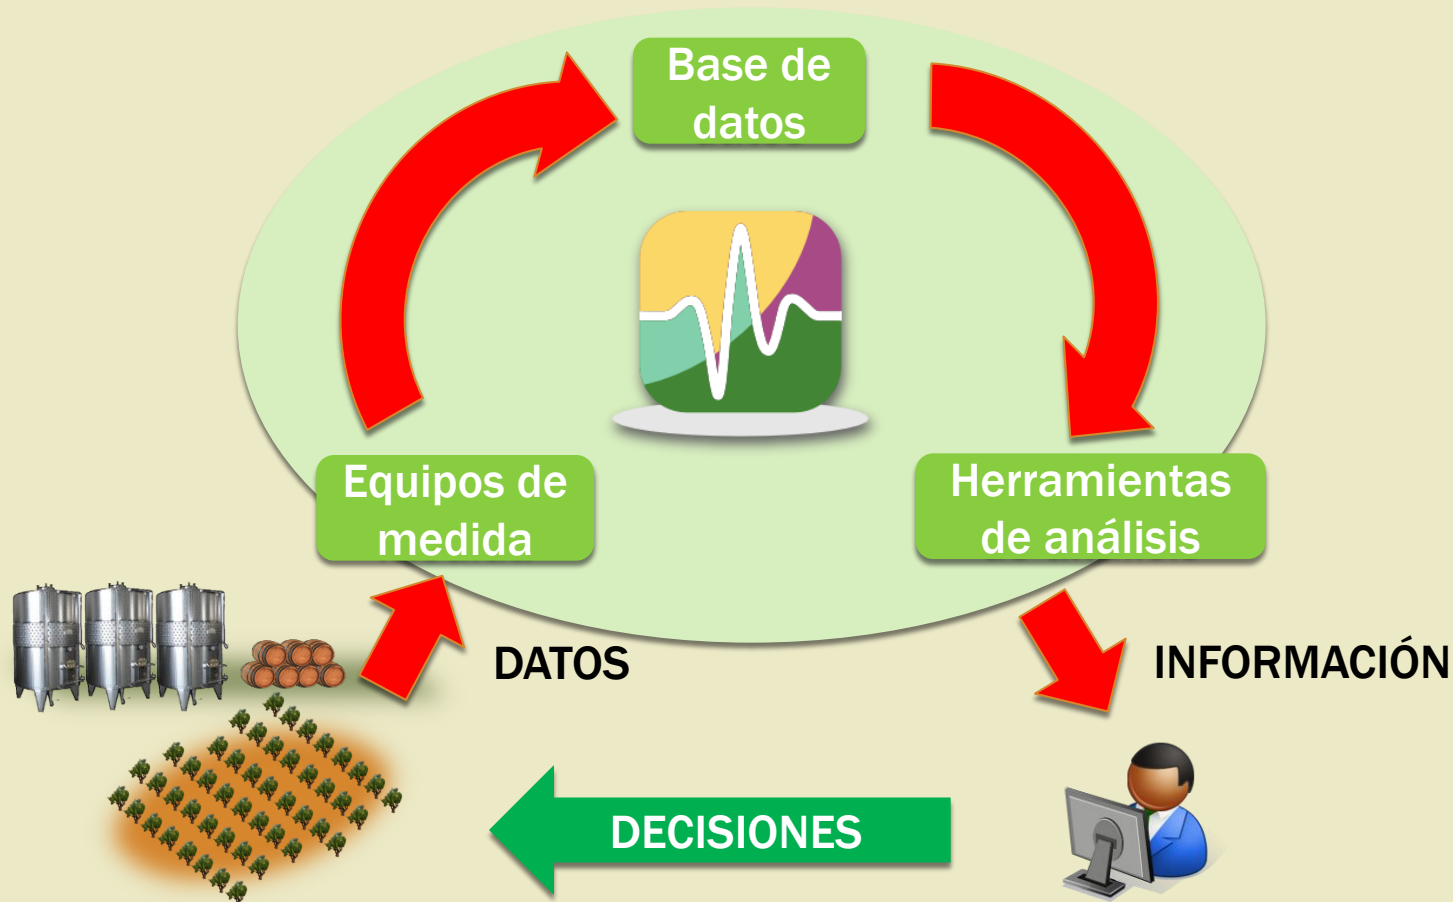 Base de
datos
Equipos de
medida
Herramientas
de análisis
DATOS
INFORMACIÓN
DECISIONES